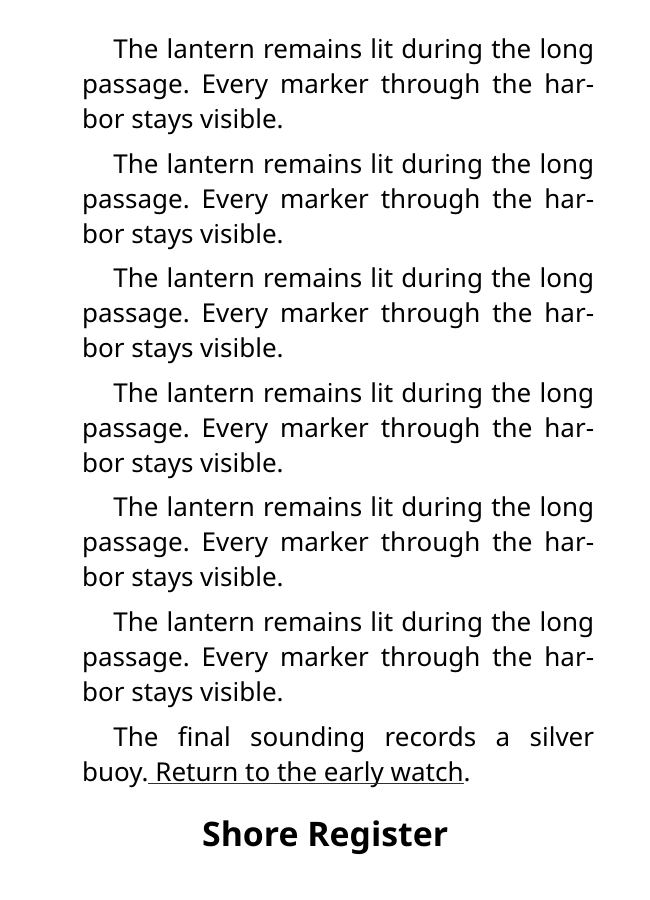 The lantern remains lit during the long
passage. Every marker through the har-
bor stays visible.
The lantern remains lit during the long
passage. Every marker through the har-
bor stays visible.
The lantern remains lit during the long
passage. Every marker through the har-
bor stays visible.
The lantern remains lit during the long
passage. Every marker through the har-
bor stays visible.
The lantern remains lit during the long
passage. Every marker through the har-
bor stays visible.
The lantern remains lit during the long
passage. Every marker through the har-
bor stays visible.
The final sounding records a silver
buoy. Return to the early watch.
Shore Register